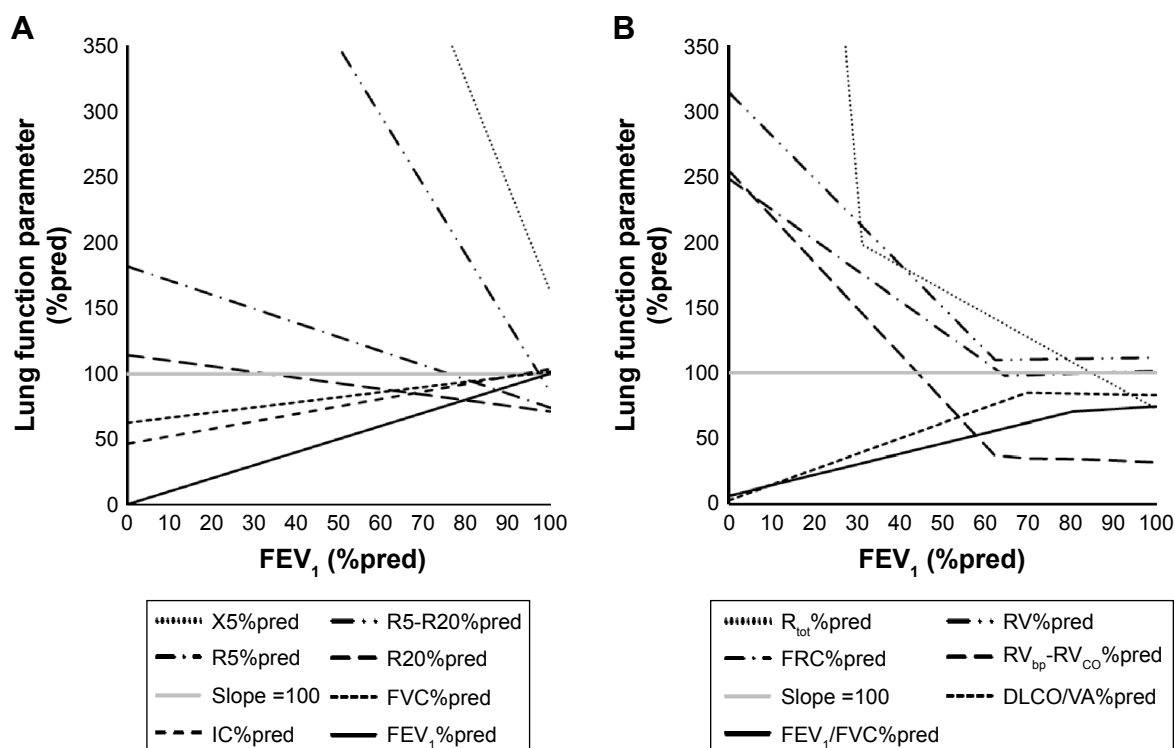 A
Lung function parameter
(%pred)
350
300
250
200
150
100
50
0
0 10 20 30 40 50 60 70 80 90 100
FEV₁ (%pred)
X5%pred
R5-R20%pred
R5%pred
R20%pred
Slope =100
FVC%pred
IC%pred
FEV₁%pred
B
Lung function parameter
(%pred)
350
300
250
200
150
100
50
0
0 10 20 30 40 50 60 70 80 90 100
FEV₁ (%pred)
Rtot%pred
RV%pred
FRC%pred
RVbp-RVCO%pred
Slope =100
DLCO/VA%pred
FEV₁/FVC%pred